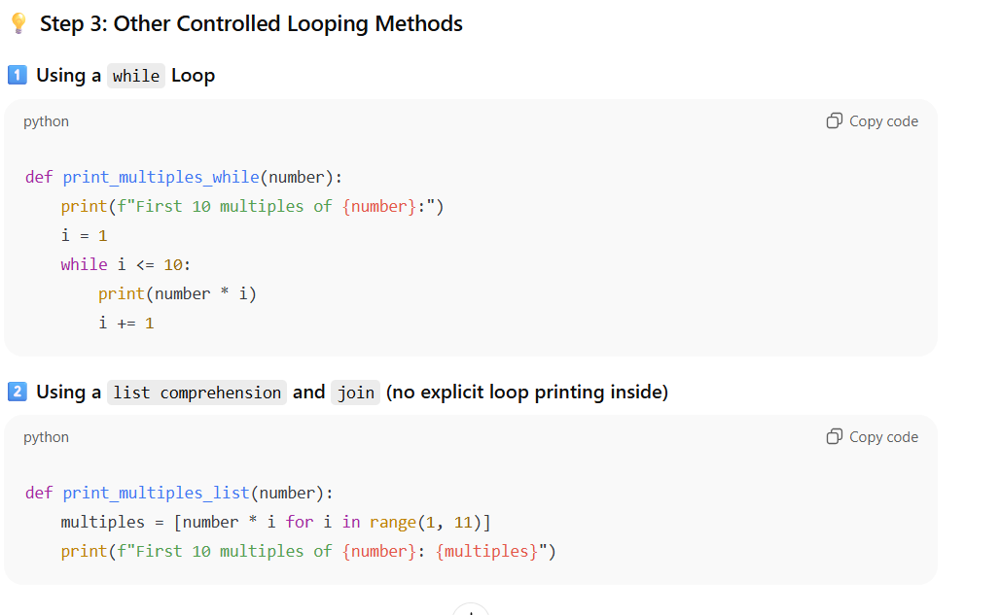 💡 Step 3: Other Controlled Looping Methods
1 Using a while Loop
python Copy code
def print_multiples_while(number):
    print(f"First 10 multiples of {number}:")
    i = 1
    while i <= 10:
        print(number * i)
        i += 1
2 Using a list comprehension and join (no explicit loop printing inside)
python Copy code
def print_multiples_list(number):
    multiples = [number * i for i in range(1, 11)]
    print(f"First 10 multiples of {number}: {multiples}")